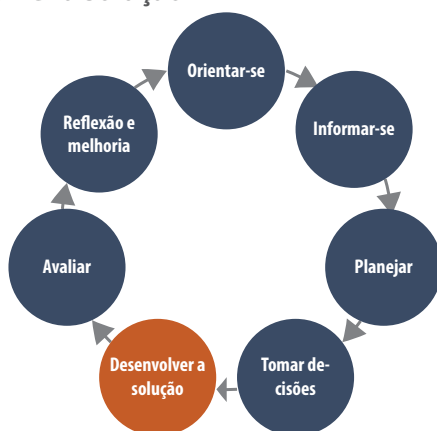 Orientar-se
Informar-se
Planejar
Tomar de-
cisões
Desenvolver a
solução
Avaliar
Reflexão e
melhoria